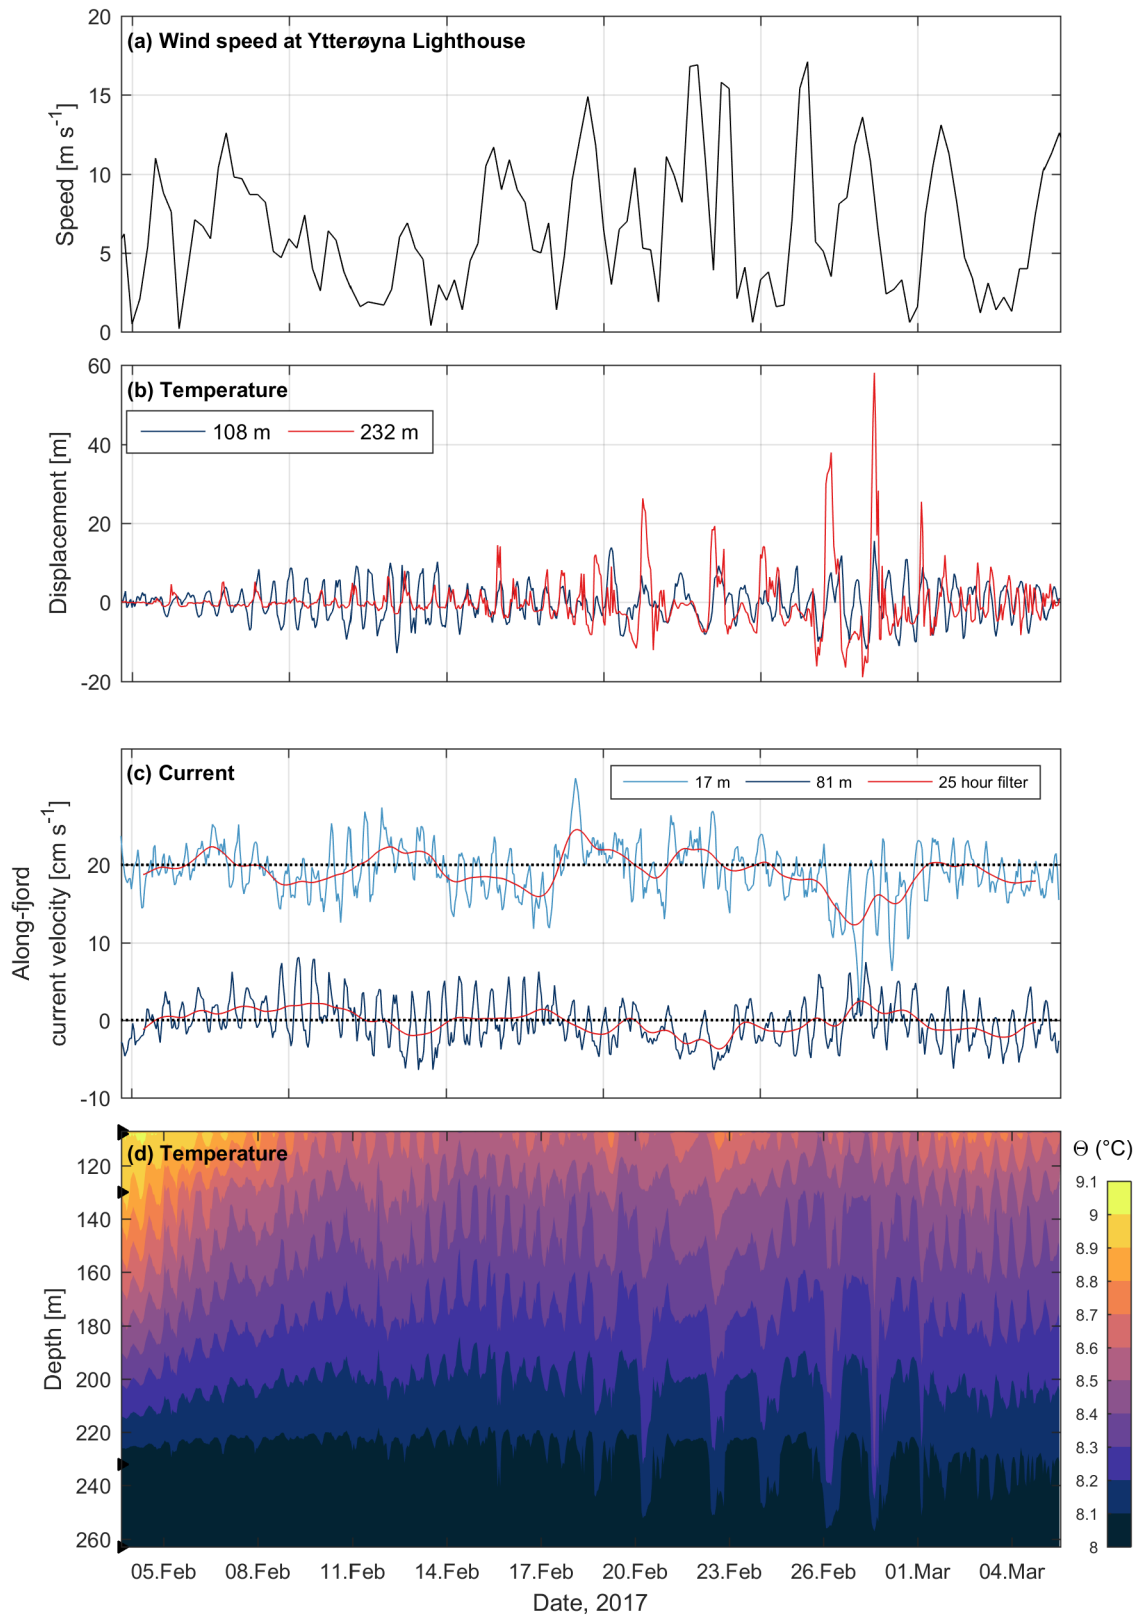 (a) Wind speed at Ytterøyna Lighthouse
Speed [m s-1]
20
15
10
5
0
(b) Temperature
108 m
232 m
Displacement [m]
60
40
20
0
-20
(c) Current
17 m
81 m
25 hour filter
Along-fjord
current velocity [cm s-1]
20
10
0
-10
(d) Temperature
Depth [m]
120
140
160
180
200
220
240
260
Θ (°C)
9.1
9
8.9
8.8
8.7
8.6
8.5
8.4
8.3
8.2
8.1
8
05.Feb
08.Feb
11.Feb
14.Feb
17.Feb
20.Feb
23.Feb
26.Feb
01.Mar
04.Mar
Date, 2017